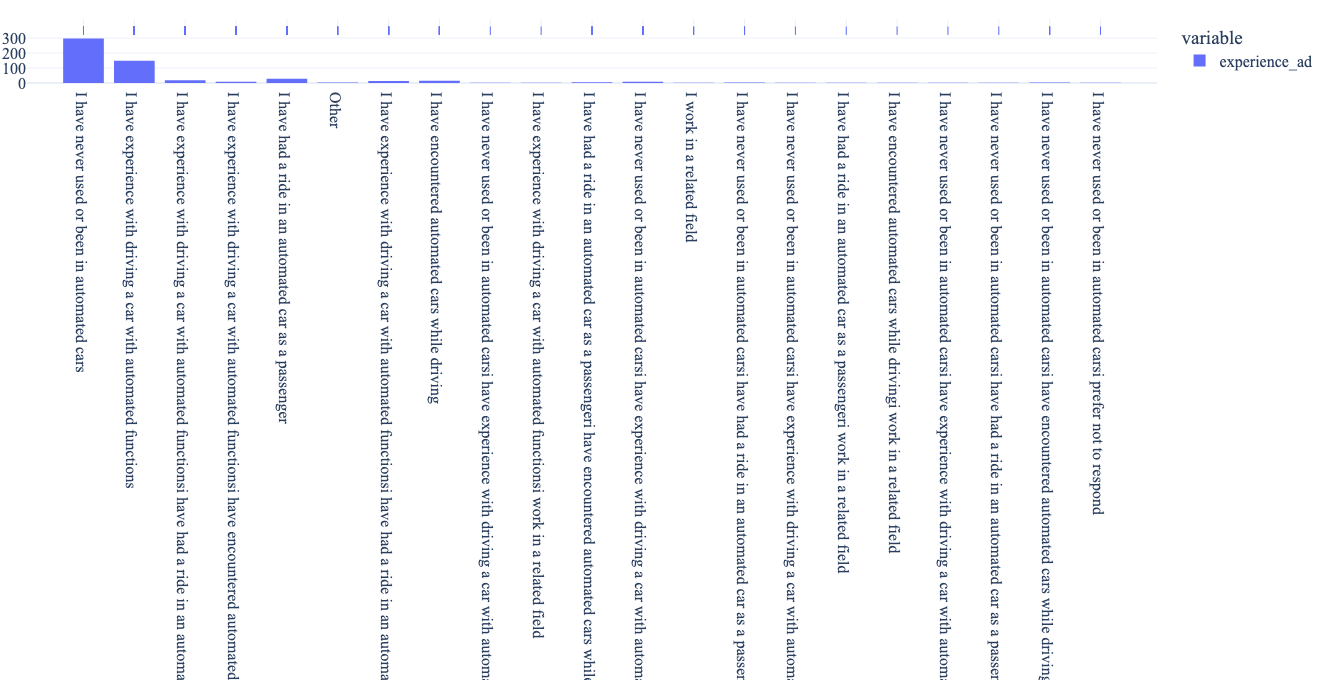 variable
experience_ad
300
200
100
0
I have never used or been in automated cars
I have experience with driving a car with automated functions
I have experience with driving a car with automated functionsi have had a ride in an automa
I have experience with driving a car with automated functionsi have encountered automated
I have had a ride in an automated car as a passenger
Other
I have experience with driving a car with automated functionsi have had a ride in an automa
I have encountered automated cars while driving
I have never used or been in automated carsi have experience with driving a car with automa
I have experience with driving a car with automated functionsi work in a related field
I have had a ride in an automated car as a passengeri have encountered automated cars while
I have never used or been in automated carsi have experience with driving a car with automa
I work in a related field
I have never used or been in automated carsi have had a ride in an automated car as a passen
I have never used or been in automated carsi have experience with driving a car with automa
I have had a ride in an automated car as a passengeri work in a related field
I have encountered automated cars while drivingi work in a related field
I have never used or been in automated carsi have experience with driving a car with automa
I have never used or been in automated carsi have had a ride in an automated car as a passen
I have never used or been in automated carsi have encountered automated cars while driving
I have never used or been in automated carsi prefer not to respond